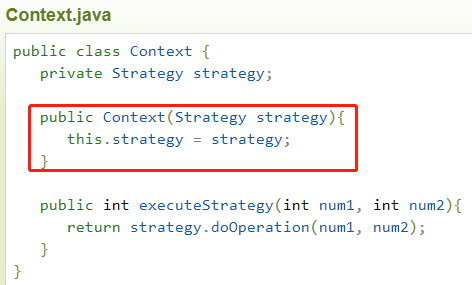 Context.java
public class Context {
   private Strategy strategy;

   public Context(Strategy strategy){
      this.strategy = strategy;
   }

   public int executeStrategy(int num1, int num2){
      return strategy.doOperation(num1, num2);
   }
}